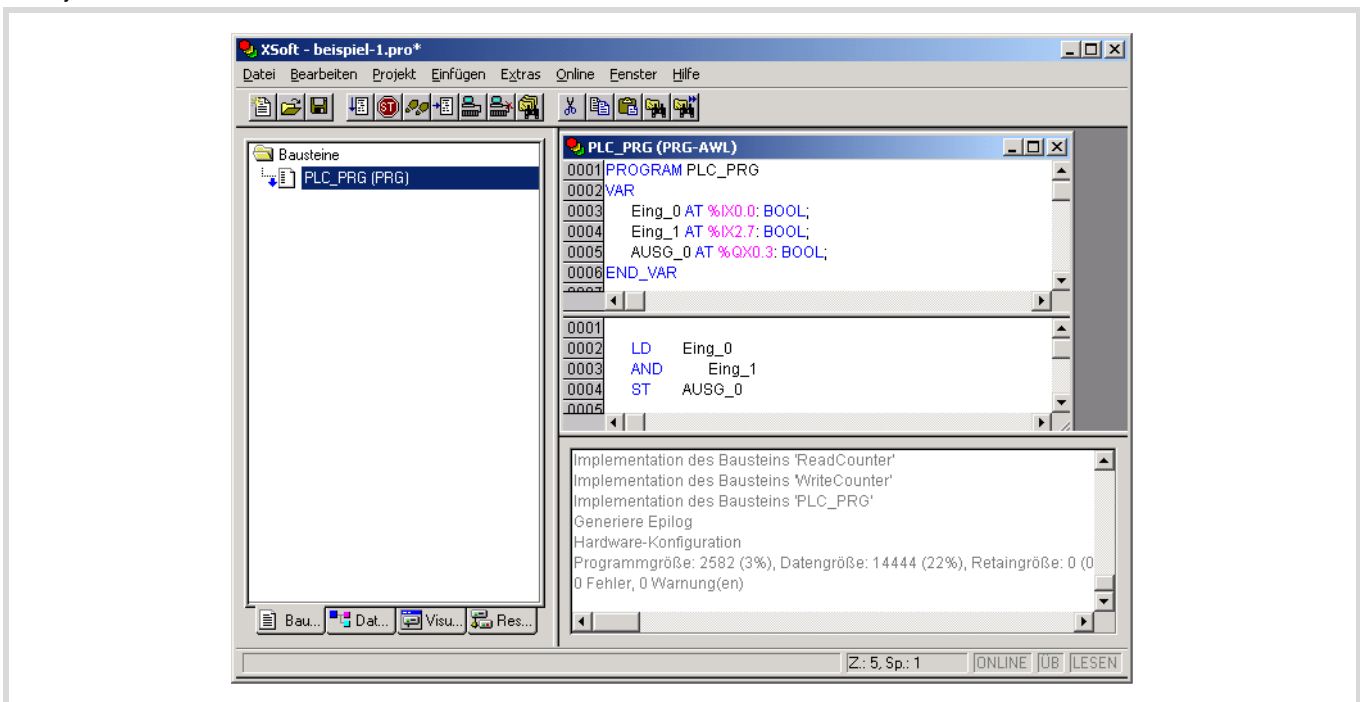 XSoft - beispiel-1.pro*
Datei Bearbeiten Projekt Einfügen Extras Online Fenster Hilfe
Bausteine
PLC_PRG (PRG)
PLC_PRG (PRG-AWL)
0001 PROGRAM PLC_PRG
0002 VAR
0003 Eing_0 AT %IX0.0: BOOL;
0004 Eing_1 AT %IX2.7: BOOL;
0005 AUSG_0 AT %QX0.3: BOOL;
0006 END_VAR
0007
0001
0002 LD Eing_0
0003 AND Eing_1
0004 ST AUSG_0
0005
Implementation des Bausteins 'ReadCounter'
Implementation des Bausteins 'WriteCounter'
Implementation des Bausteins 'PLC_PRG'
Generiere Epilog
Hardware-Konfiguration
Programmgröße: 2582 (3%), Datengröße: 14444 (22%), Retaingröße: 0 (0
0 Fehler, 0 Warnung(en)
Bau... Dat... Visu... Res...
Z.: 5, Sp.: 1 ONLINE ÜB LESEN